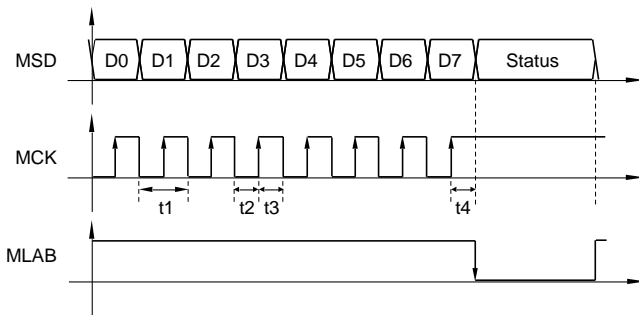 MSD D0 D1 D2 D3 D4 D5 D6 D7 Status
MCK
t1 t2 t3 t4
MLAB